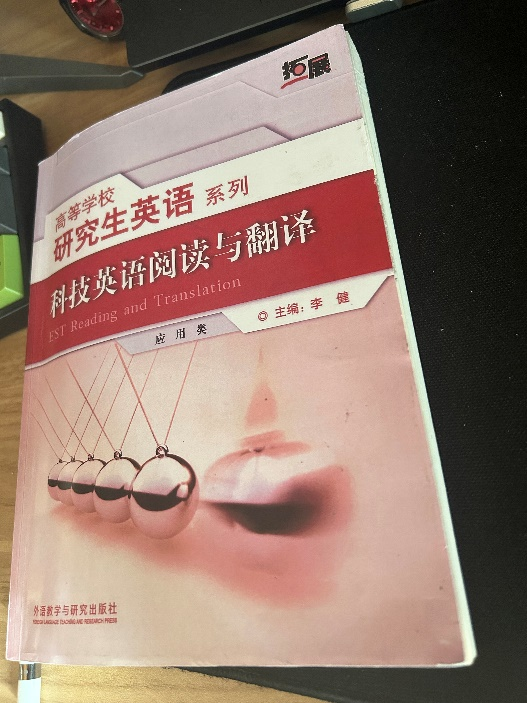 拓展
高等学校
研究生英语 系列
科技英语阅读与翻译
EST Reading and Translation
应用类
◎ 主编：李 健
外语教学与研究出版社
FOREIGN LANGUAGE TEACHING AND RESEARCH PRESS